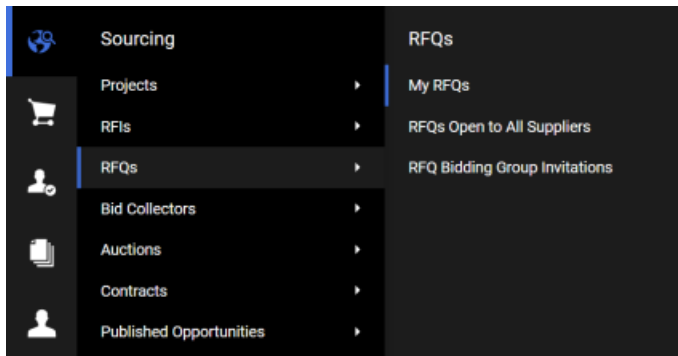 Sourcing
Projects
RFIs
RFQs
Bid Collectors
Auctions
Contracts
Published Opportunities
RFQs
My RFQs
RFQs Open to All Suppliers
RFQ Bidding Group Invitations